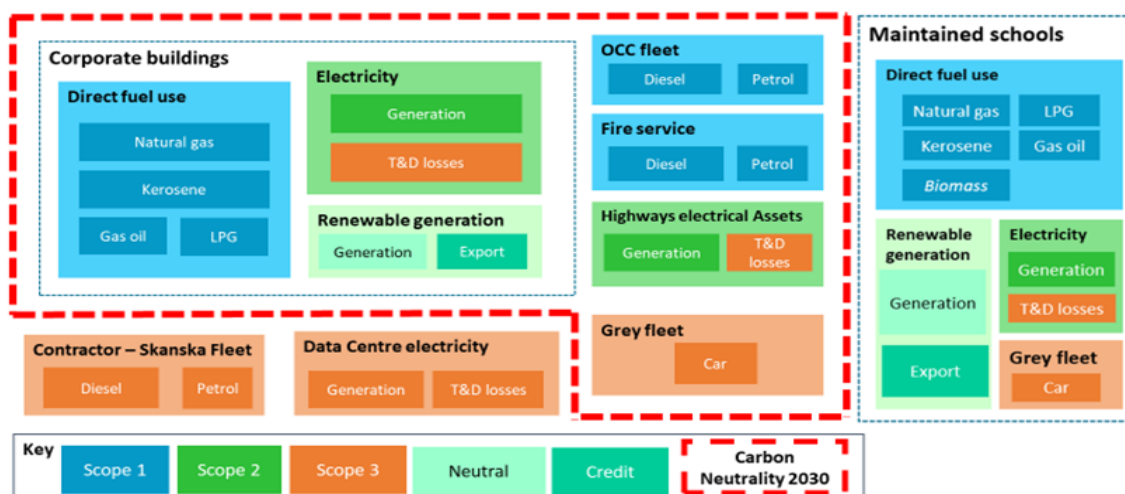 Corporate buildings
Direct fuel use
Natural gas
Kerosene
Gas oil
LPG
Electricity
Generation
T&D losses
Renewable generation
Generation
Export
OCC fleet
Diesel
Petrol
Fire service
Diesel
Petrol
Highways electrical Assets
Generation
T&D
losses
Grey fleet
Car
Contractor – Skanska Fleet
Diesel
Petrol
Data Centre electricity
Generation
T&D losses
Maintained schools
Direct fuel use
Natural gas
LPG
Kerosene
Gas oil
Biomass
Renewable
generation
Generation
Export
Electricity
Generation
T&D losses
Grey fleet
Car
Key
Scope 1
Scope 2
Scope 3
Neutral
Credit
Carbon
Neutrality 2030